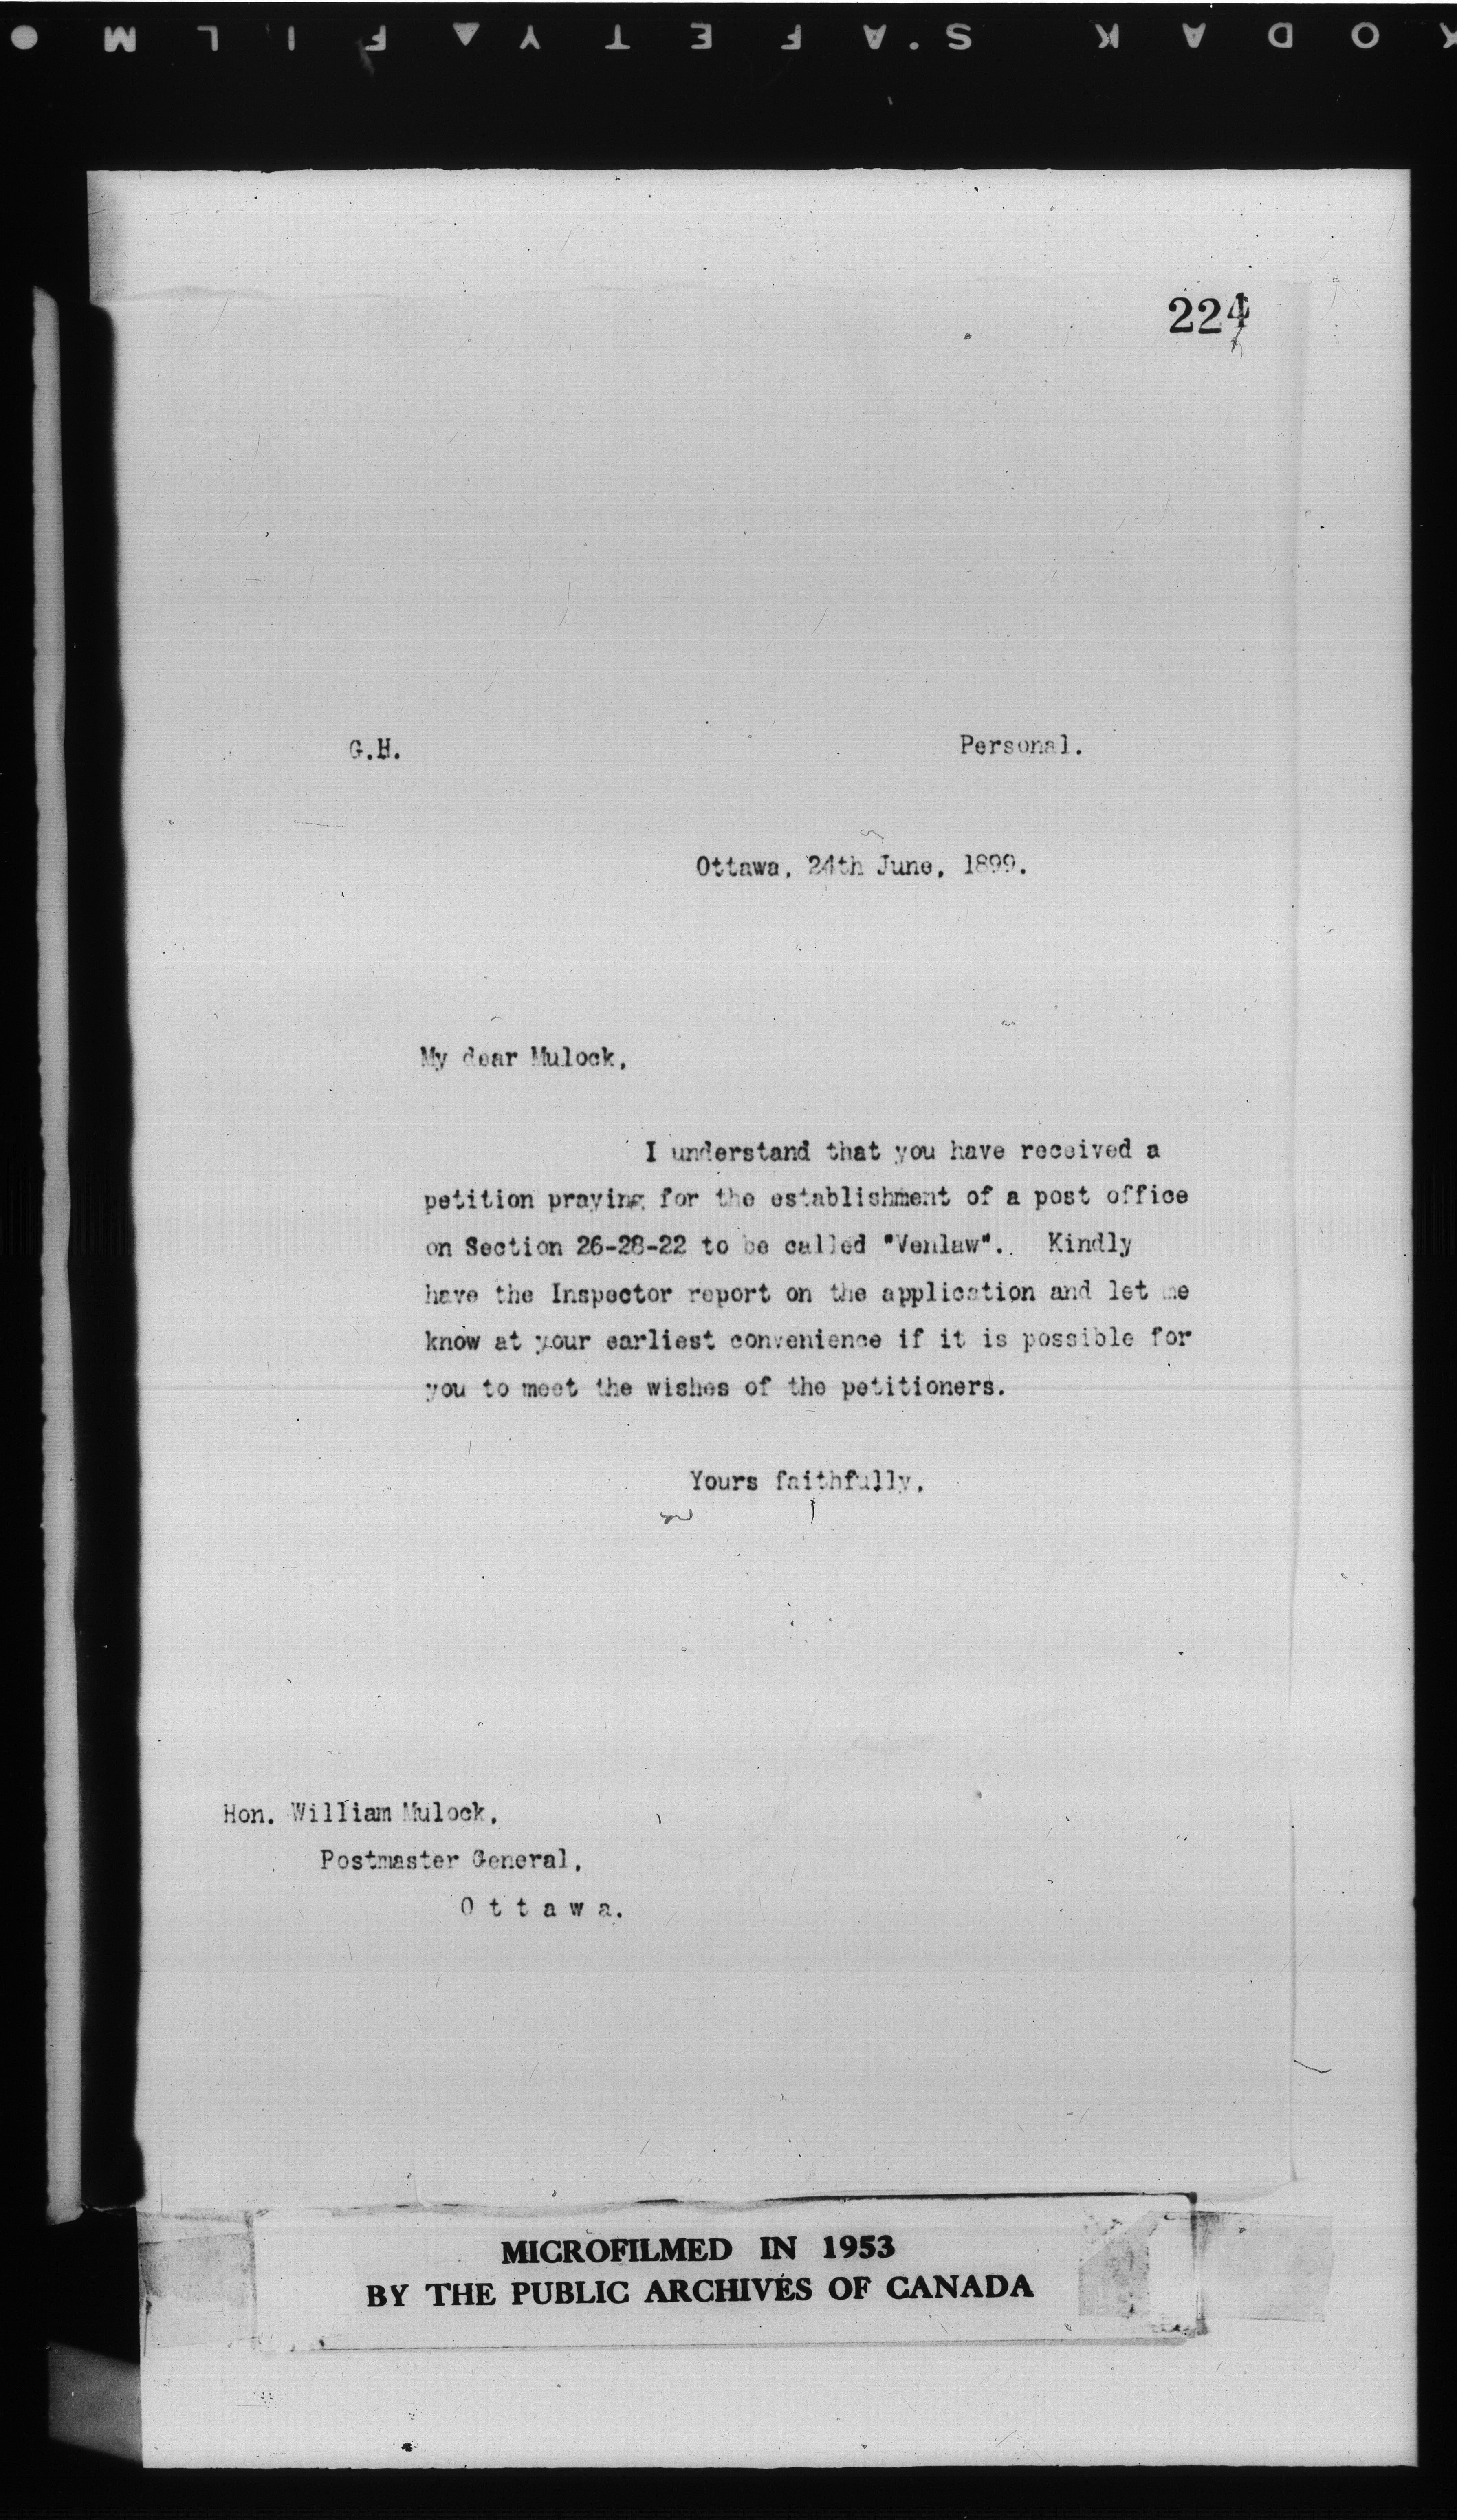 KODAK SAFETY FILM
224
G.H. Personal.
Ottawa, 24th June, 1899.
My dear Mulock,
I understand that you have received a
petition praying for the establishment of a post office
on Section 26-28-22 to be called "Venlaw". Kindly
have the Inspector report on the application and let me
know at your earliest convenience if it is possible for
you to meet the wishes of the petitioners.
Yours faithfully,
Hon. William Mulock,
Postmaster General,
O t t a w a.
MICROFILMED IN 1953
BY THE PUBLIC ARCHIVES OF CANADA